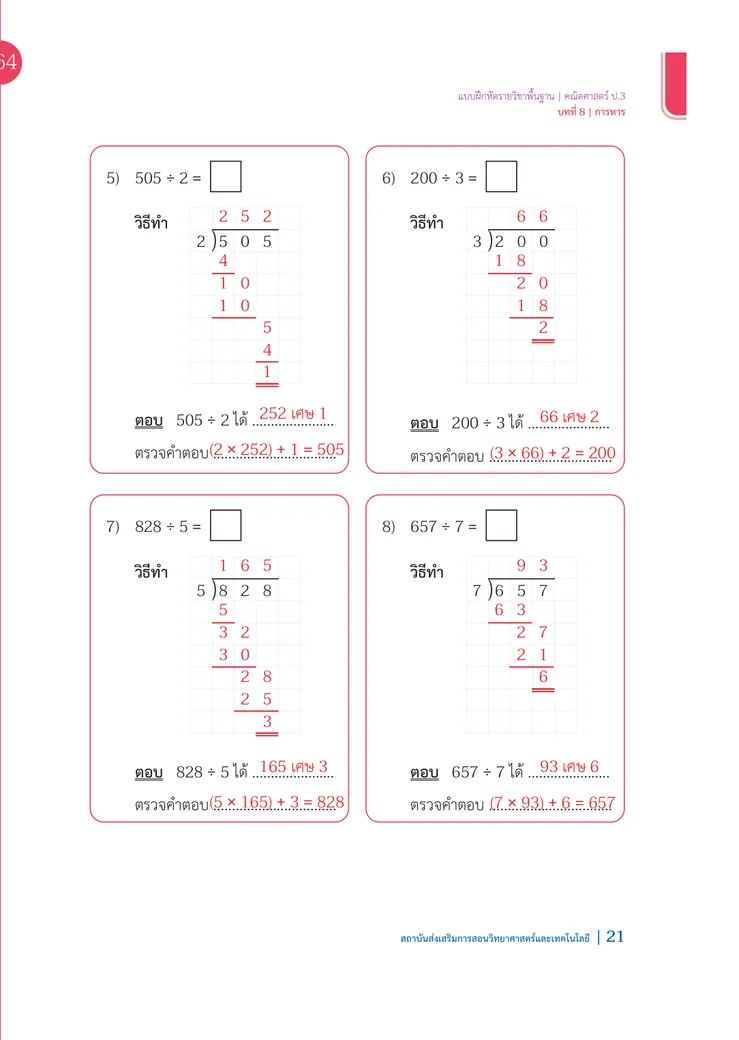 64
แบบฝึกหัดรายวิชาพื้นฐาน | คณิตศาสตร์ ป.3
บทที่ 8 | การหาร
5) 505 ÷ 2 =
วิธีทำ
2 5 2
2 ) 5 0 5
4
1 0
1 0
5
4
1
ตอบ 505 ÷ 2 ได้ 252 เศษ 1
ตรวจคำตอบ (2 × 252) + 1 = 505
6) 200 ÷ 3 =
วิธีทำ
6 6
3 ) 2 0 0
1 8
2 0
1 8
2
ตอบ 200 ÷ 3 ได้ 66 เศษ 2
ตรวจคำตอบ (3 × 66) + 2 = 200
7) 828 ÷ 5 =
วิธีทำ
1 6 5
5 ) 8 2 8
5
3 2
3 0
2 8
2 5
3
ตอบ 828 ÷ 5 ได้ 165 เศษ 3
ตรวจคำตอบ (5 × 165) + 3 = 828
8) 657 ÷ 7 =
วิธีทำ
9 3
7 ) 6 5 7
6 3
2 7
2 1
6
ตอบ 657 ÷ 7 ได้ 93 เศษ 6
ตรวจคำตอบ (7 × 93) + 6 = 657
สถาบันส่งเสริมการสอนวิทยาศาสตร์และเทคโนโลยี | 21